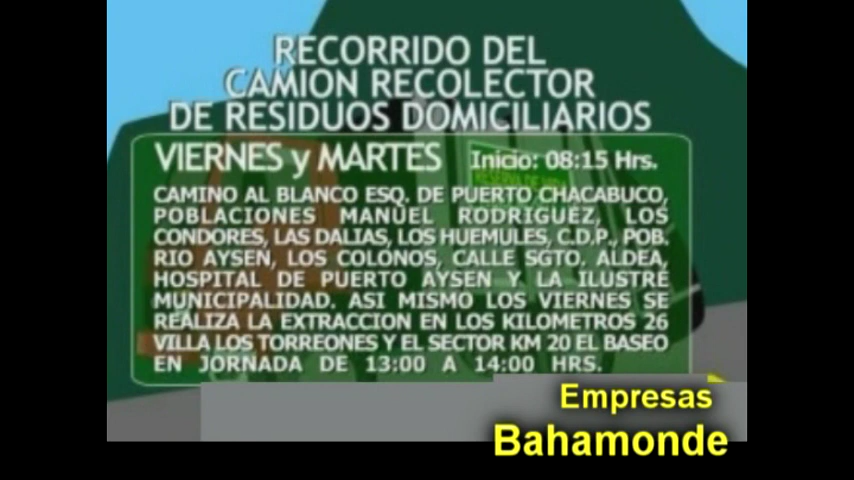 RECORRIDO DEL
CAMION RECOLECTOR
DE RESIDUOS DOMICILIARIOS
VIERNES y MARTES Inicio: 08:15 Hrs.
CAMINO AL BLANCO ESQ. DE PUERTO CHACABUCO,
POBLACIONES MANUEL RODRIGUEZ, LOS
CONDORES, LAS DALIAS, LOS HUEMULES, C.D.P., POB.
RIO AYSEN, LOS COLONOS, CALLE SGTO. ALDEA,
HOSPITAL DE PUERTO AYSEN Y LA ILUSTRE
MUNICIPALIDAD. ASI MISMO LOS VIERNES SE
REALIZA LA EXTRACCION EN LOS KILOMETROS 26
VILLA LOS TORREONES Y EL SECTOR KM 20 EL BASEO
EN JORNADA DE 13:00 A 14:00 HRS.
Empresas
Bahamonde